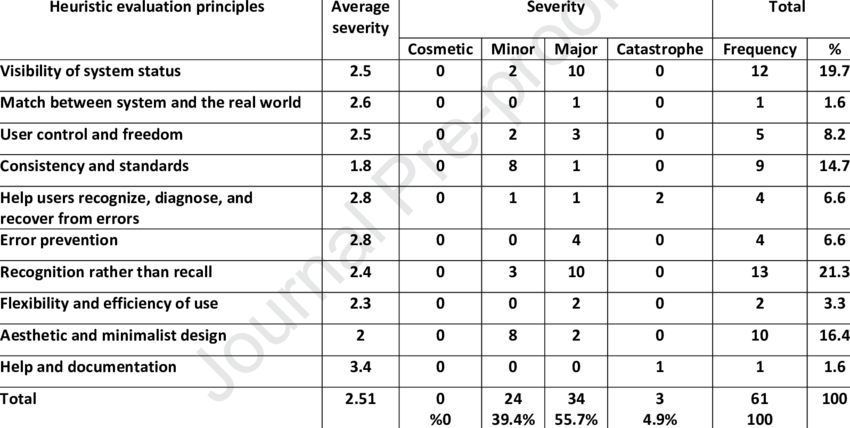 Heuristic evaluation principles Average severity Severity Total
Cosmetic Minor Major Catastrophe Frequency %
Visibility of system status 2.5 0 2 10 0 12 19.7
Match between system and the real world 2.6 0 0 1 0 1 1.6
User control and freedom 2.5 0 2 3 0 5 8.2
Consistency and standards 1.8 0 8 1 0 9 14.7
Help users recognize, diagnose, and 2.8 0 1 1 2 4 6.6
recover from errors
Error prevention 2.8 0 0 4 0 4 6.6
Recognition rather than recall 2.4 0 3 10 0 13 21.3
Flexibility and efficiency of use 2.3 0 0 2 0 2 3.3
Aesthetic and minimalist design 2 0 8 2 0 10 16.4
Help and documentation 3.4 0 0 0 1 1 1.6
Total 2.51 0 24 34 3 61 100
%0 39.4% 55.7% 4.9% 100
Journal Pre-proof